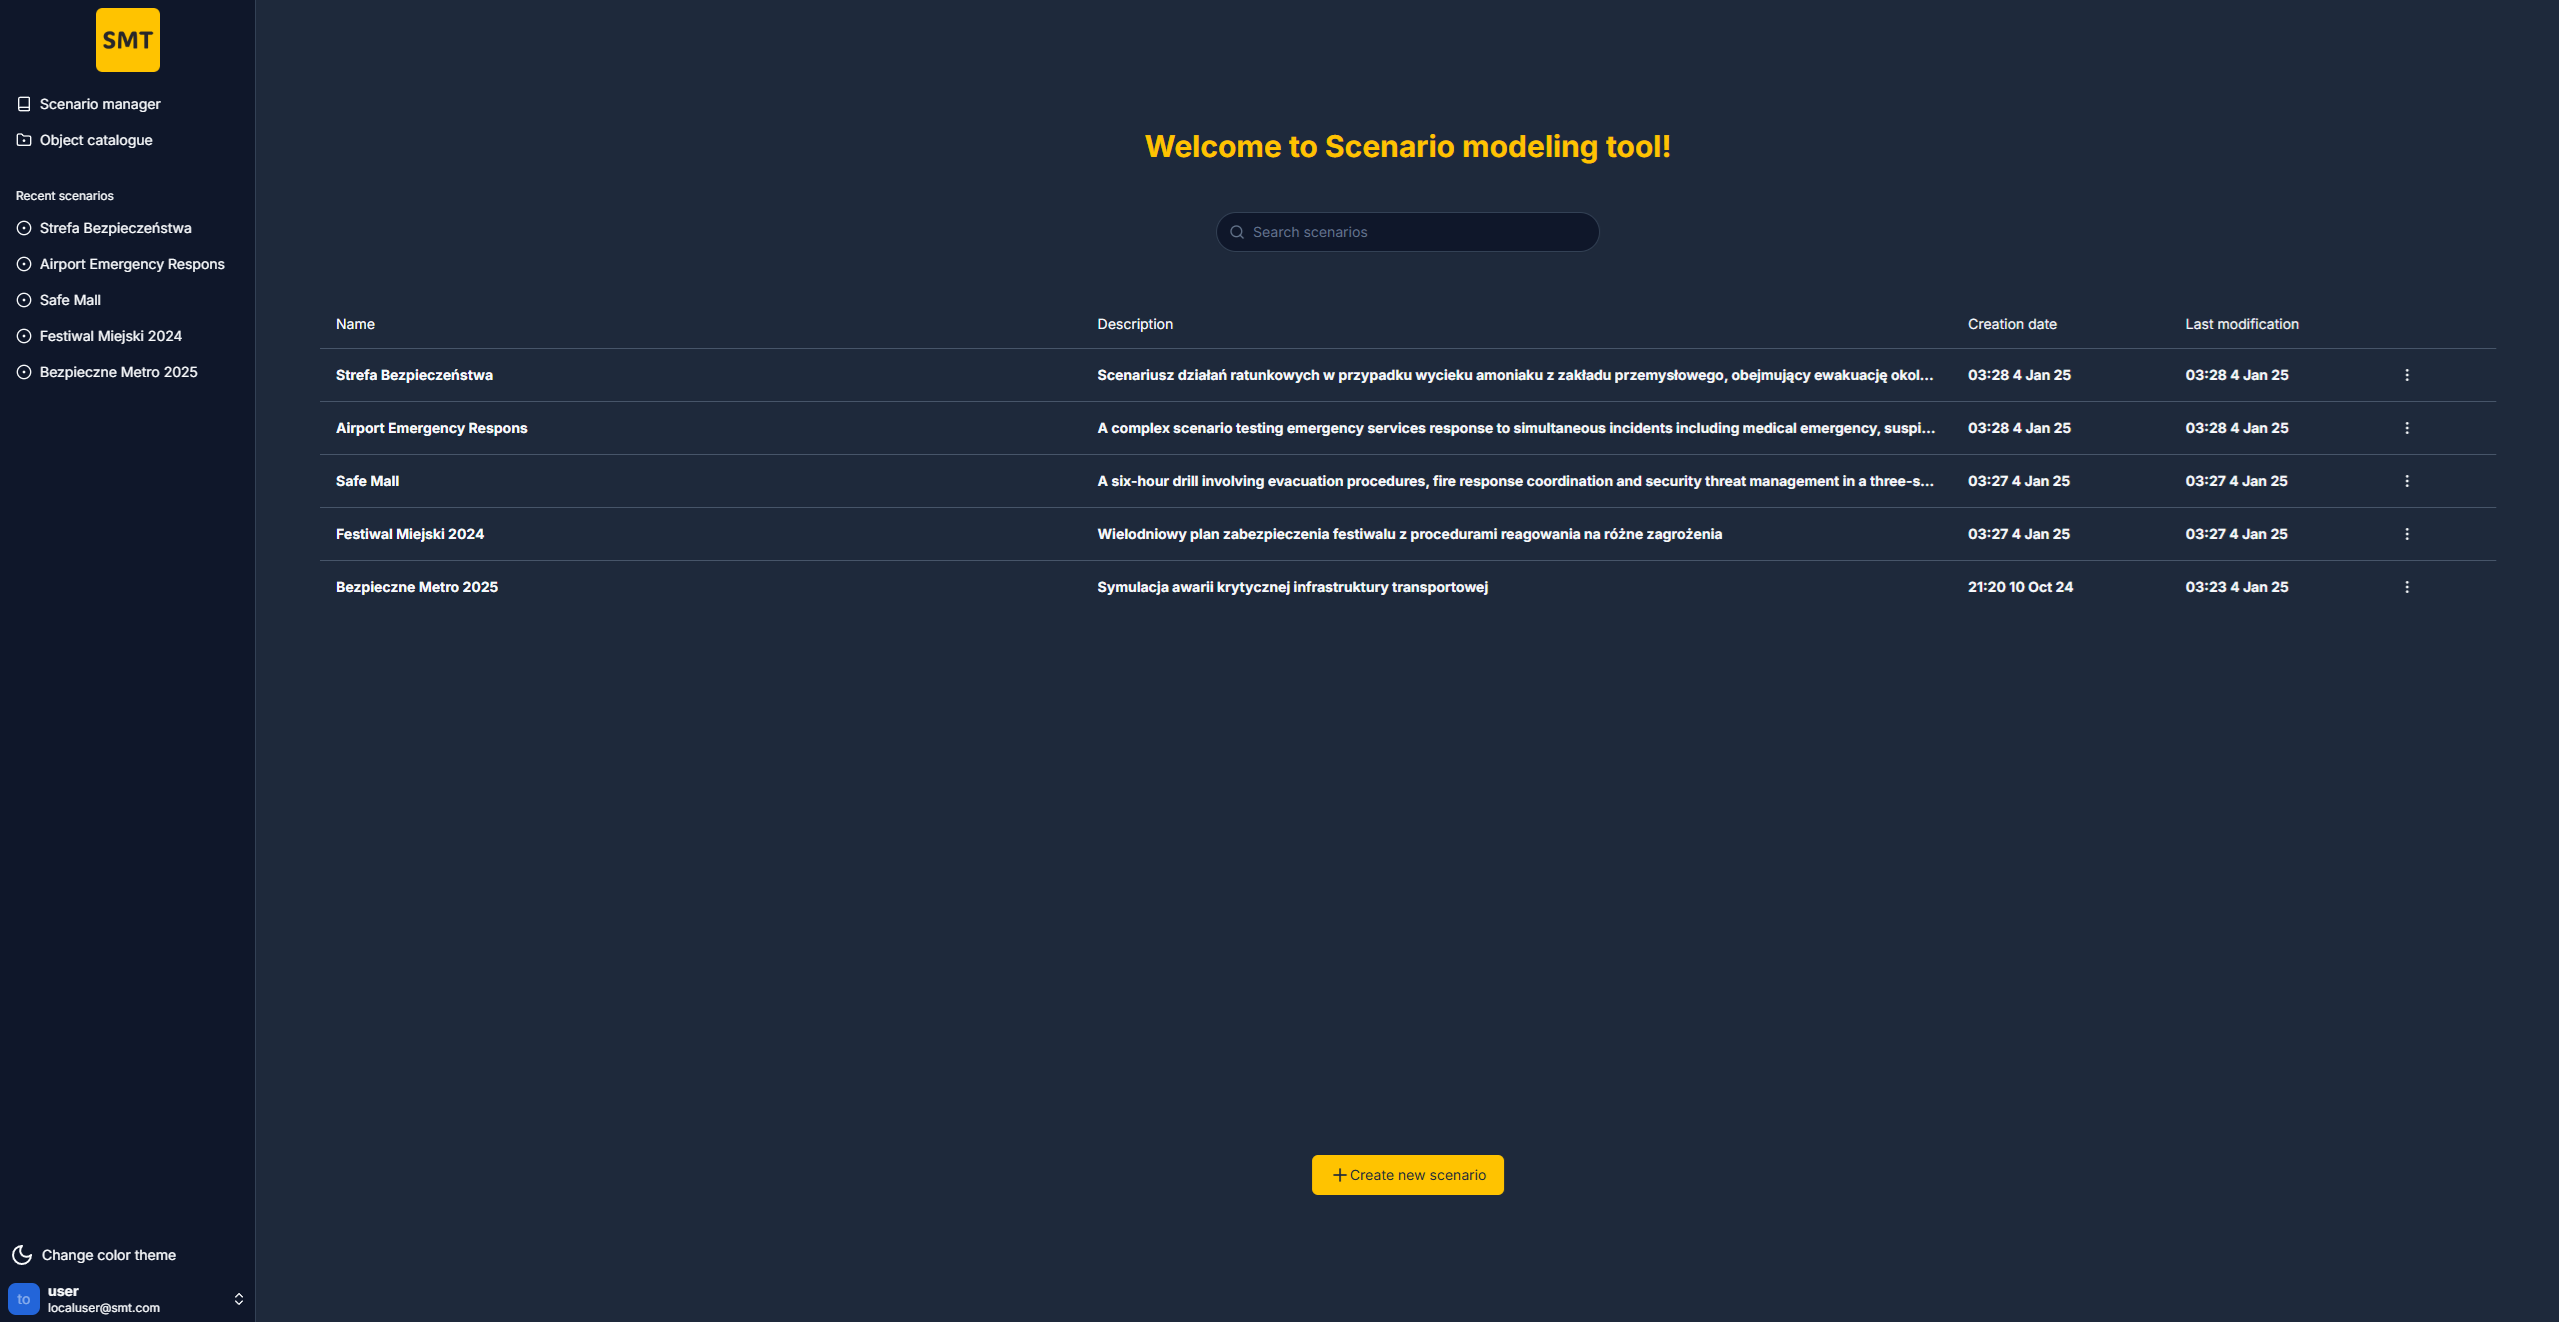 SMT
Scenario manager
Object catalogue
Recent scenarios
Strefa Bezpieczeństwa
Airport Emergency Respons
Safe Mall
Festiwal Miejski 2024
Bezpieczne Metro 2025
Change color theme
to
user
localuser@smt.com
Welcome to Scenario modeling tool!
Search scenarios
Name Description Creation date Last modification
Strefa Bezpieczeństwa Scenariusz działań ratunkowych w przypadku wycieku amoniaku z zakładu przemysłowego, obejmujący ewakuację okol... 03:28 4 Jan 25 03:28 4 Jan 25
Airport Emergency Respons A complex scenario testing emergency services response to simultaneous incidents including medical emergency, suspi... 03:28 4 Jan 25 03:28 4 Jan 25
Safe Mall A six-hour drill involving evacuation procedures, fire response coordination and security threat management in a three-s... 03:27 4 Jan 25 03:27 4 Jan 25
Festiwal Miejski 2024 Wielodniowy plan zabezpieczenia festiwalu z procedurami reagowania na różne zagrożenia 03:27 4 Jan 25 03:27 4 Jan 25
Bezpieczne Metro 2025 Symulacja awarii krytycznej infrastruktury transportowej 21:20 10 Oct 24 03:23 4 Jan 25
Create new scenario